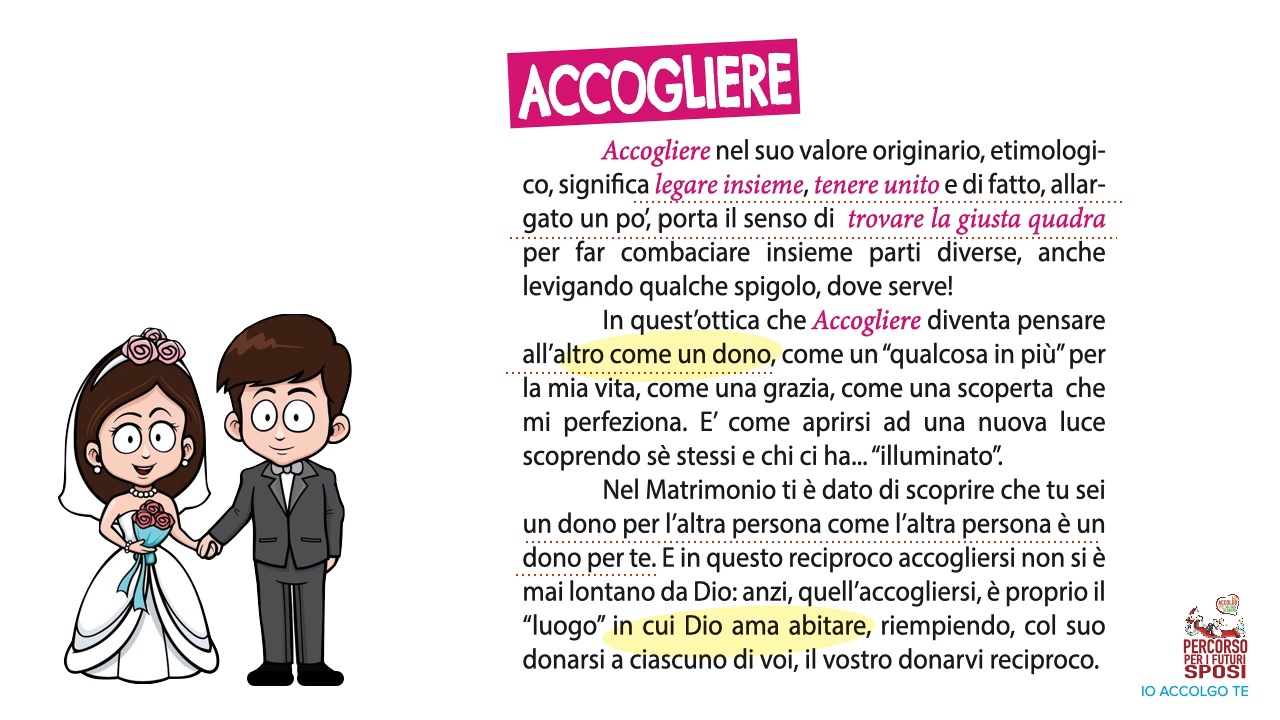 ACCOGLIERE
Accogliere nel suo valore originario, etimologi-
co, significa legare insieme, tenere unito e di fatto, allar-
gato un po’, porta il senso di trovare la giusta quadra
per far combaciare insieme parti diverse, anche
levigando qualche spigolo, dove serve!
In quest’ottica che Accogliere diventa pensare
all’altro come un dono, come un “qualcosa in più” per
la mia vita, come una grazia, come una scoperta che
mi perfeziona. E’ come aprirsi ad una nuova luce
scoprendo sè stessi e chi ci ha... “illuminato”.
Nel Matrimonio ti è dato di scoprire che tu sei
un dono per l’altra persona come l’altra persona è un
dono per te. E in questo reciproco accogliersi non si è
mai lontano da Dio: anzi, quell’accogliersi, è proprio il
“luogo” in cui Dio ama abitare, riempiendo, col suo
donarsi a ciascuno di voi, il vostro donarvi reciproco.
PERCORSO
PER I FUTURI
SPOSI
IO ACCOLGO TE